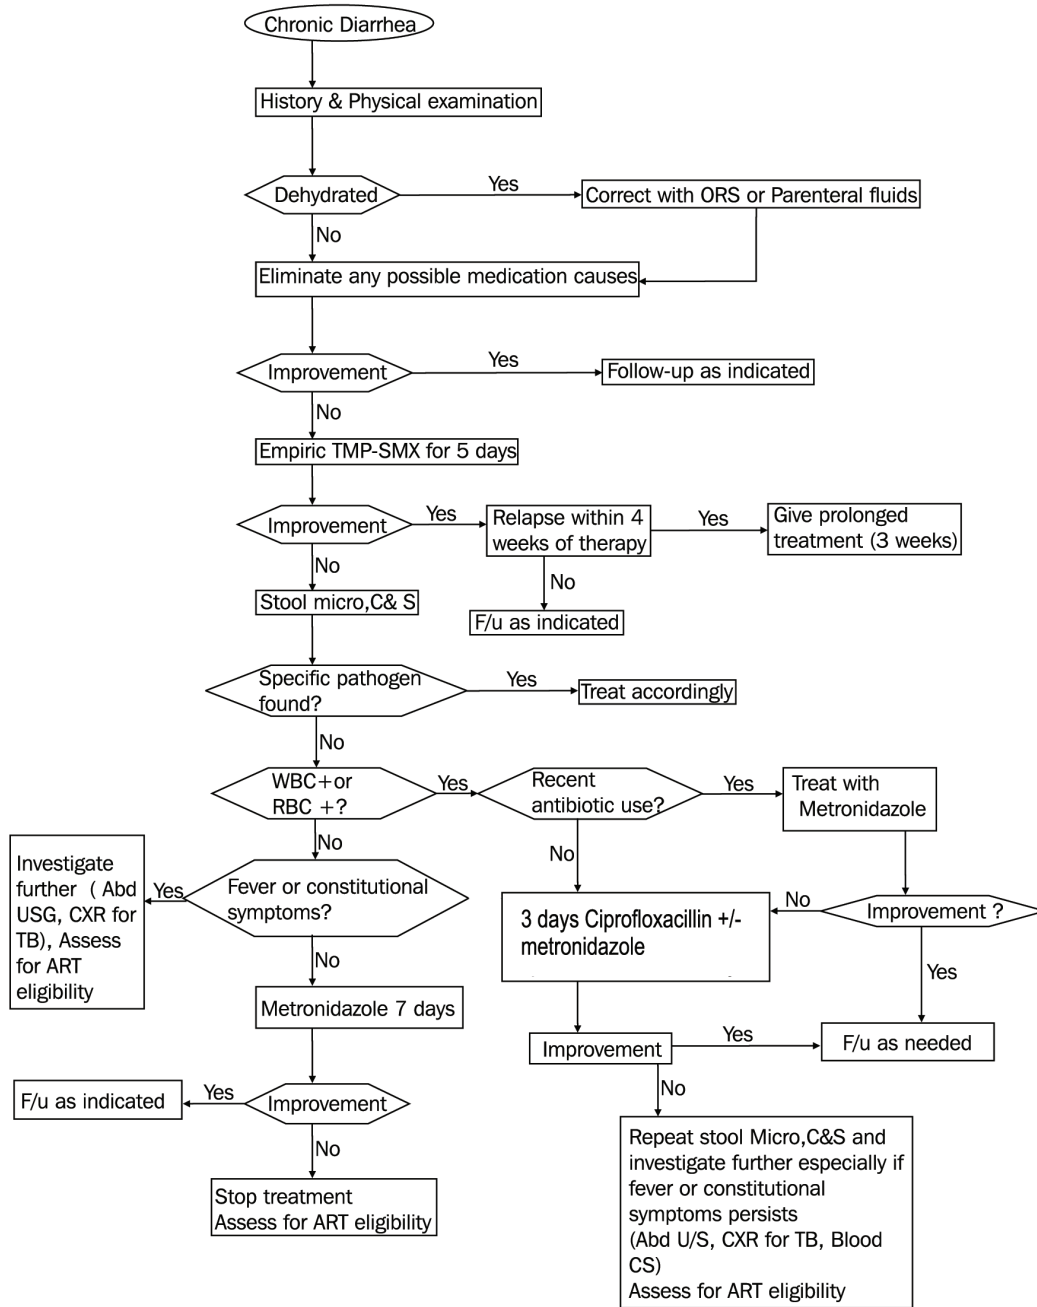 Chronic Diarrhea
History & Physical examination
Dehydrated
Yes
Correct with ORS or Parenteral fluids
No
Eliminate any possible medication causes
Improvement
Yes
Follow-up as indicated
No
Empiric TMP-SMX for 5 days
Improvement
Yes
Relapse within 4
weeks of therapy
Yes
Give prolonged
treatment (3 weeks)
No
No
Stool micro,C& S
F/u as indicated
Specific pathogen
found?
Yes
Treat accordingly
No
WBC+or
RBC +?
Yes
Recent
antibiotic use?
Yes
Treat with
Metronidazole
No
No
Investigate
further ( Abd
USG, CXR for
TB), Assess
for ART
eligibility
Yes
Fever or constitutional
symptoms?
3 days Ciprofloxacillin +/-
metronidazole
No
Improvement ?
No
Yes
Metronidazole 7 days
Improvement
Yes
F/u as needed
F/u as indicated
Yes
Improvement
No
No
Stop treatment
Assess for ART eligibility
Repeat stool Micro,C&S and
investigate further especially if
fever or constitutional
symptoms persists
(Abd U/S, CXR for TB, Blood
CS)
Assess for ART eligibility